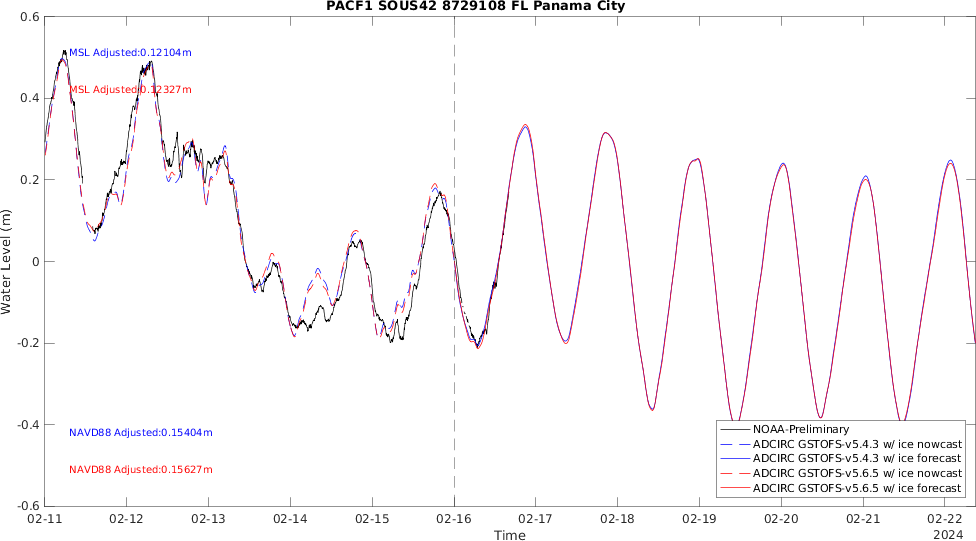 PACF1 SOUS42 8729108 FL Panama City
0.6
MSL Adjusted:0.12104m
MSL Adjusted:0.12327m
0.4
0.2
0
-0.2
-0.4
-0.6
Water Level (m)
NAVD88 Adjusted:0.15404m
NAVD88 Adjusted:0.15627m
NOAA-Preliminary
ADCIRC GSTOFS-v5.4.3 w/ ice nowcast
ADCIRC GSTOFS-v5.4.3 w/ ice forecast
ADCIRC GSTOFS-v5.6.5 w/ ice nowcast
ADCIRC GSTOFS-v5.6.5 w/ ice forecast
02-11 02-12 02-13 02-14 02-15 02-16 02-17 02-18 02-19 02-20 02-21 02-22
Time
2024